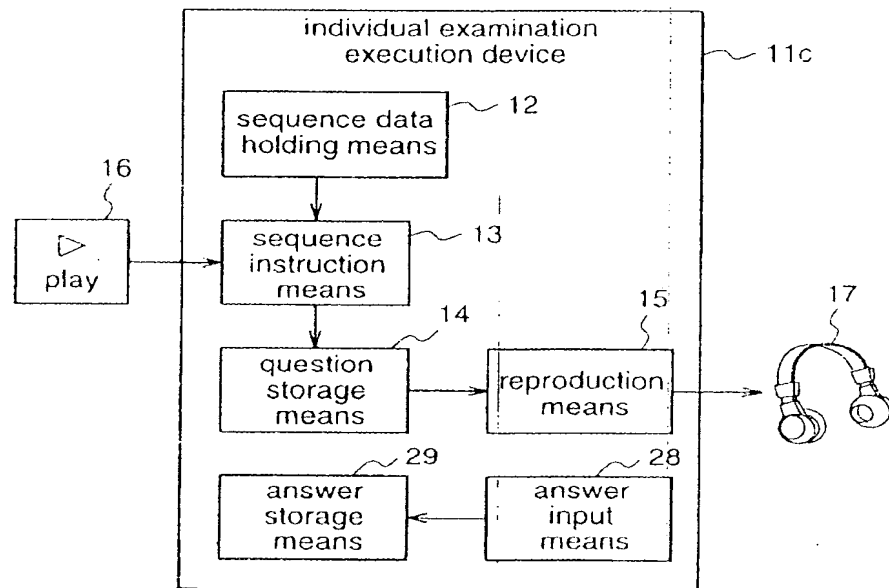 individual examination
execution device
11c
12
sequence data
holding means
16
play
13
sequence
instruction
means
14
question
storage
means
15
reproduction
means
17
29
answer
storage
means
28
answer
input
means